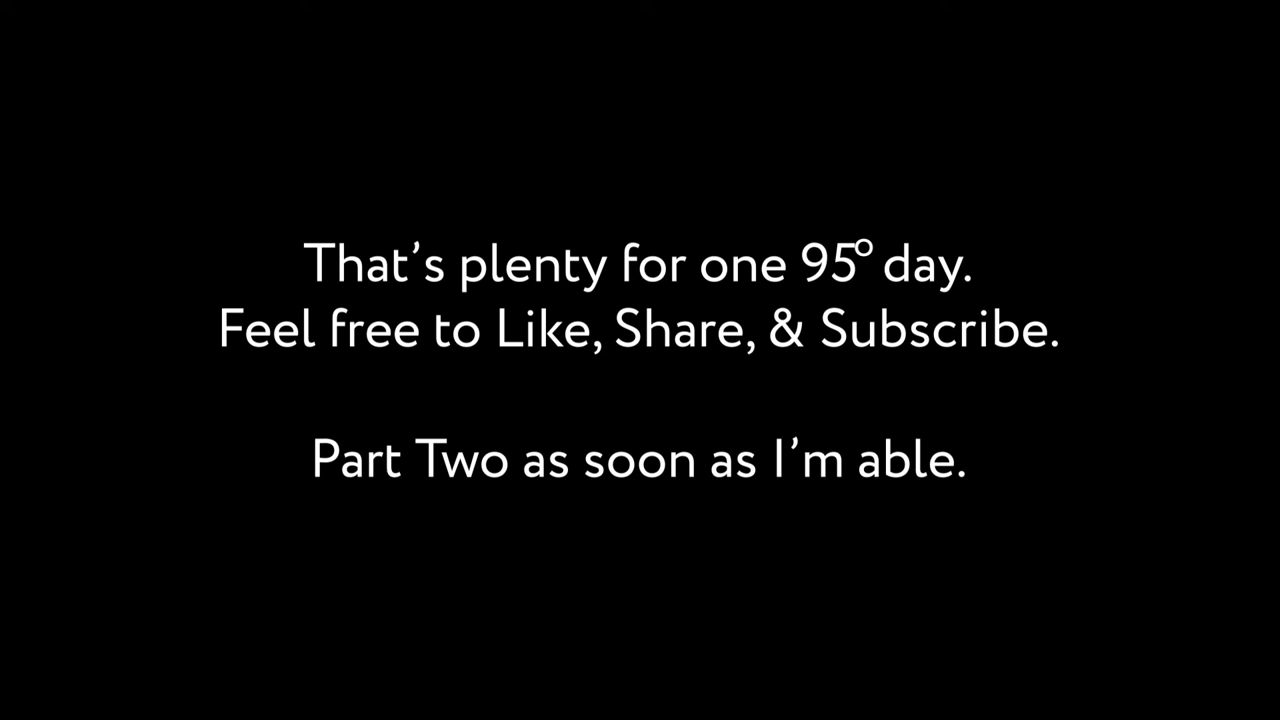 That’s plenty for one 95° day.
Feel free to Like, Share, & Subscribe.
Part Two as soon as I’m able.